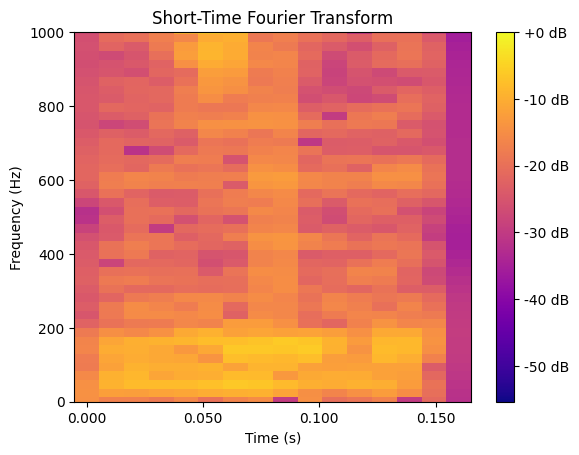 Short-Time Fourier Transform
1000
800
600
400
200
0
Frequency (Hz)
0.000
0.050
0.100
0.150
Time (s)
+0 dB
-10 dB
-20 dB
-30 dB
-40 dB
-50 dB